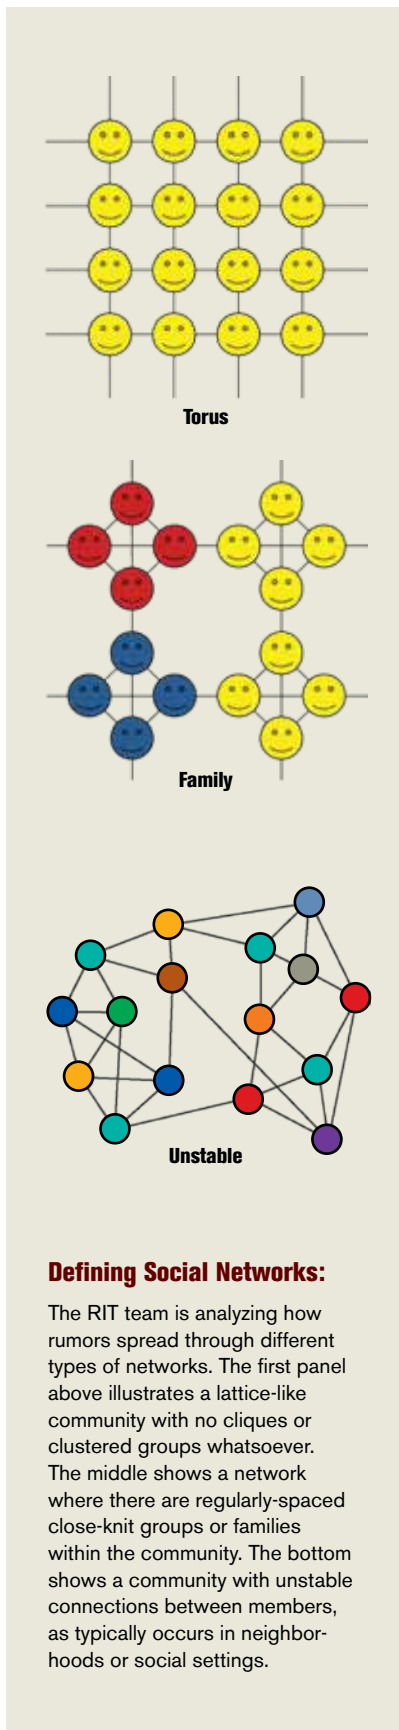 Torus
Family
Unstable
Defining Social Networks:
The RIT team is analyzing how
rumors spread through different
types of networks. The first panel
above illustrates a lattice-like
community with no cliques or
clustered groups whatsoever.
The middle shows a network
where there are regularly-spaced
close-knit groups or families
within the community. The bottom
shows a community with unstable
connections between members,
as typically occurs in neighbor-
hoods or social settings.